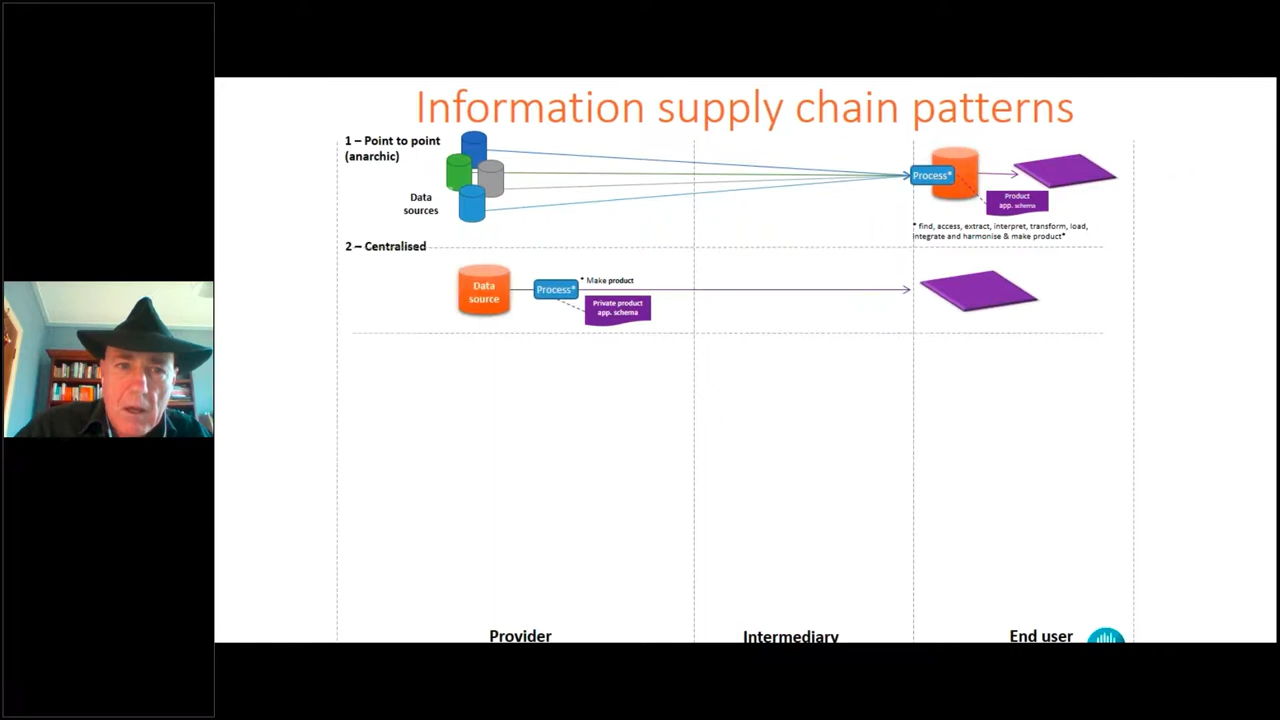 Information supply chain patterns
1 – Point to point
(anarchic)
Data
sources
Process*
Product
app. schema
* find, access, extract, interpret, transform, load,
integrate and harmonise & make product*
2 – Centralised
Data
source
Process*
* Make product
Private product
app. schema
Provider
Intermediary
End user